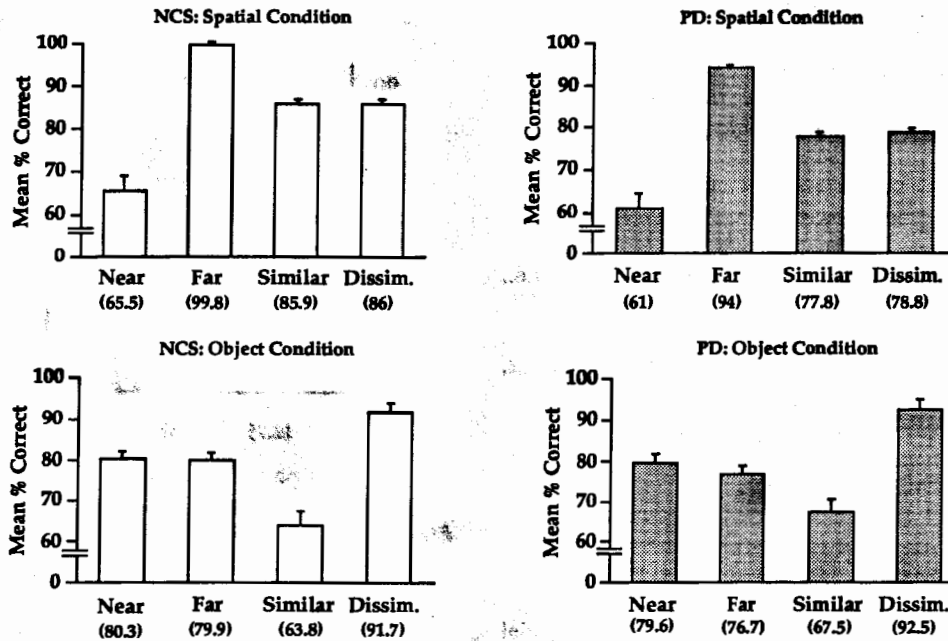 NCS: Spatial Condition
Mean % Correct
100
90
80
70
60
0
Near Far Similar Dissim.
(65.5) (99.8) (85.9) (86)
PD: Spatial Condition
Mean % Correct
100
90
80
70
60
0
Near Far Similar Dissim.
(61) (94) (77.8) (78.8)
NCS: Object Condition
Mean % Correct
100
90
80
70
60
0
Near Far Similar Dissim.
(80.3) (79.9) (63.8) (91.7)
PD: Object Condition
Mean % Correct
100
90
80
70
60
0
Near Far Similar Dissim.
(79.6) (76.7) (67.5) (92.5)